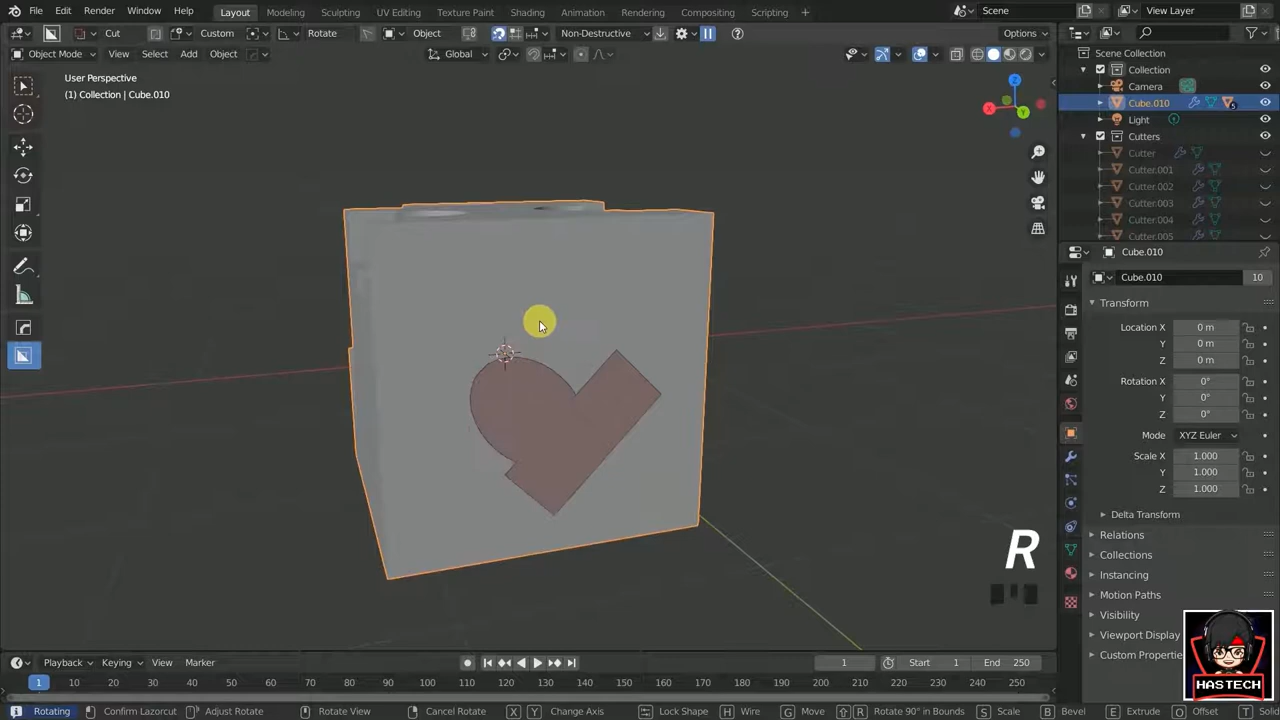 File Edit Render Window Help Layout Modeling Sculpting UV Editing Texture Paint Shading Animation Rendering Compositing Scripting Scene View Layer
Cut Custom Rotate Object Non-Destructive Options
Object Mode View Select Add Object Global
User Perspective
(1) Collection | Cube.010
Scene Collection
Collection
Camera
Cube.010 5
Light
Cutters
Cutter
Cutter.001
Cutter.002
Cutter.003
Cutter.004
Cutter.005
Cube.010
Cube.010 10
Transform
Location X 0 m
Y 0 m
Z 0 m
Rotation X 0°
Y 0°
Z 0°
Mode XYZ Euler
Scale X 1.000
Y 1.000
Z 1.000
Delta Transform
Relations
Collections
Instancing
Motion Paths
Visibility
Viewport Display
Custom Propertie
X
Y
Z
R
HASTECH
Playback Keying View Marker 1 Start 1 End 250
1 10 20 30 40 50 60 70 80 90 100 110 120 130 140 150 160 170 180 190 200 210 220 230 240 250
Rotating Confirm Lazorcut Adjust Rotate Rotate View Cancel Rotate X Y Z Change Axis Lock Shape H Wire G Move R Rotate 90° in Bounds S Scale B Bevel E Extrude O Offset T Solid